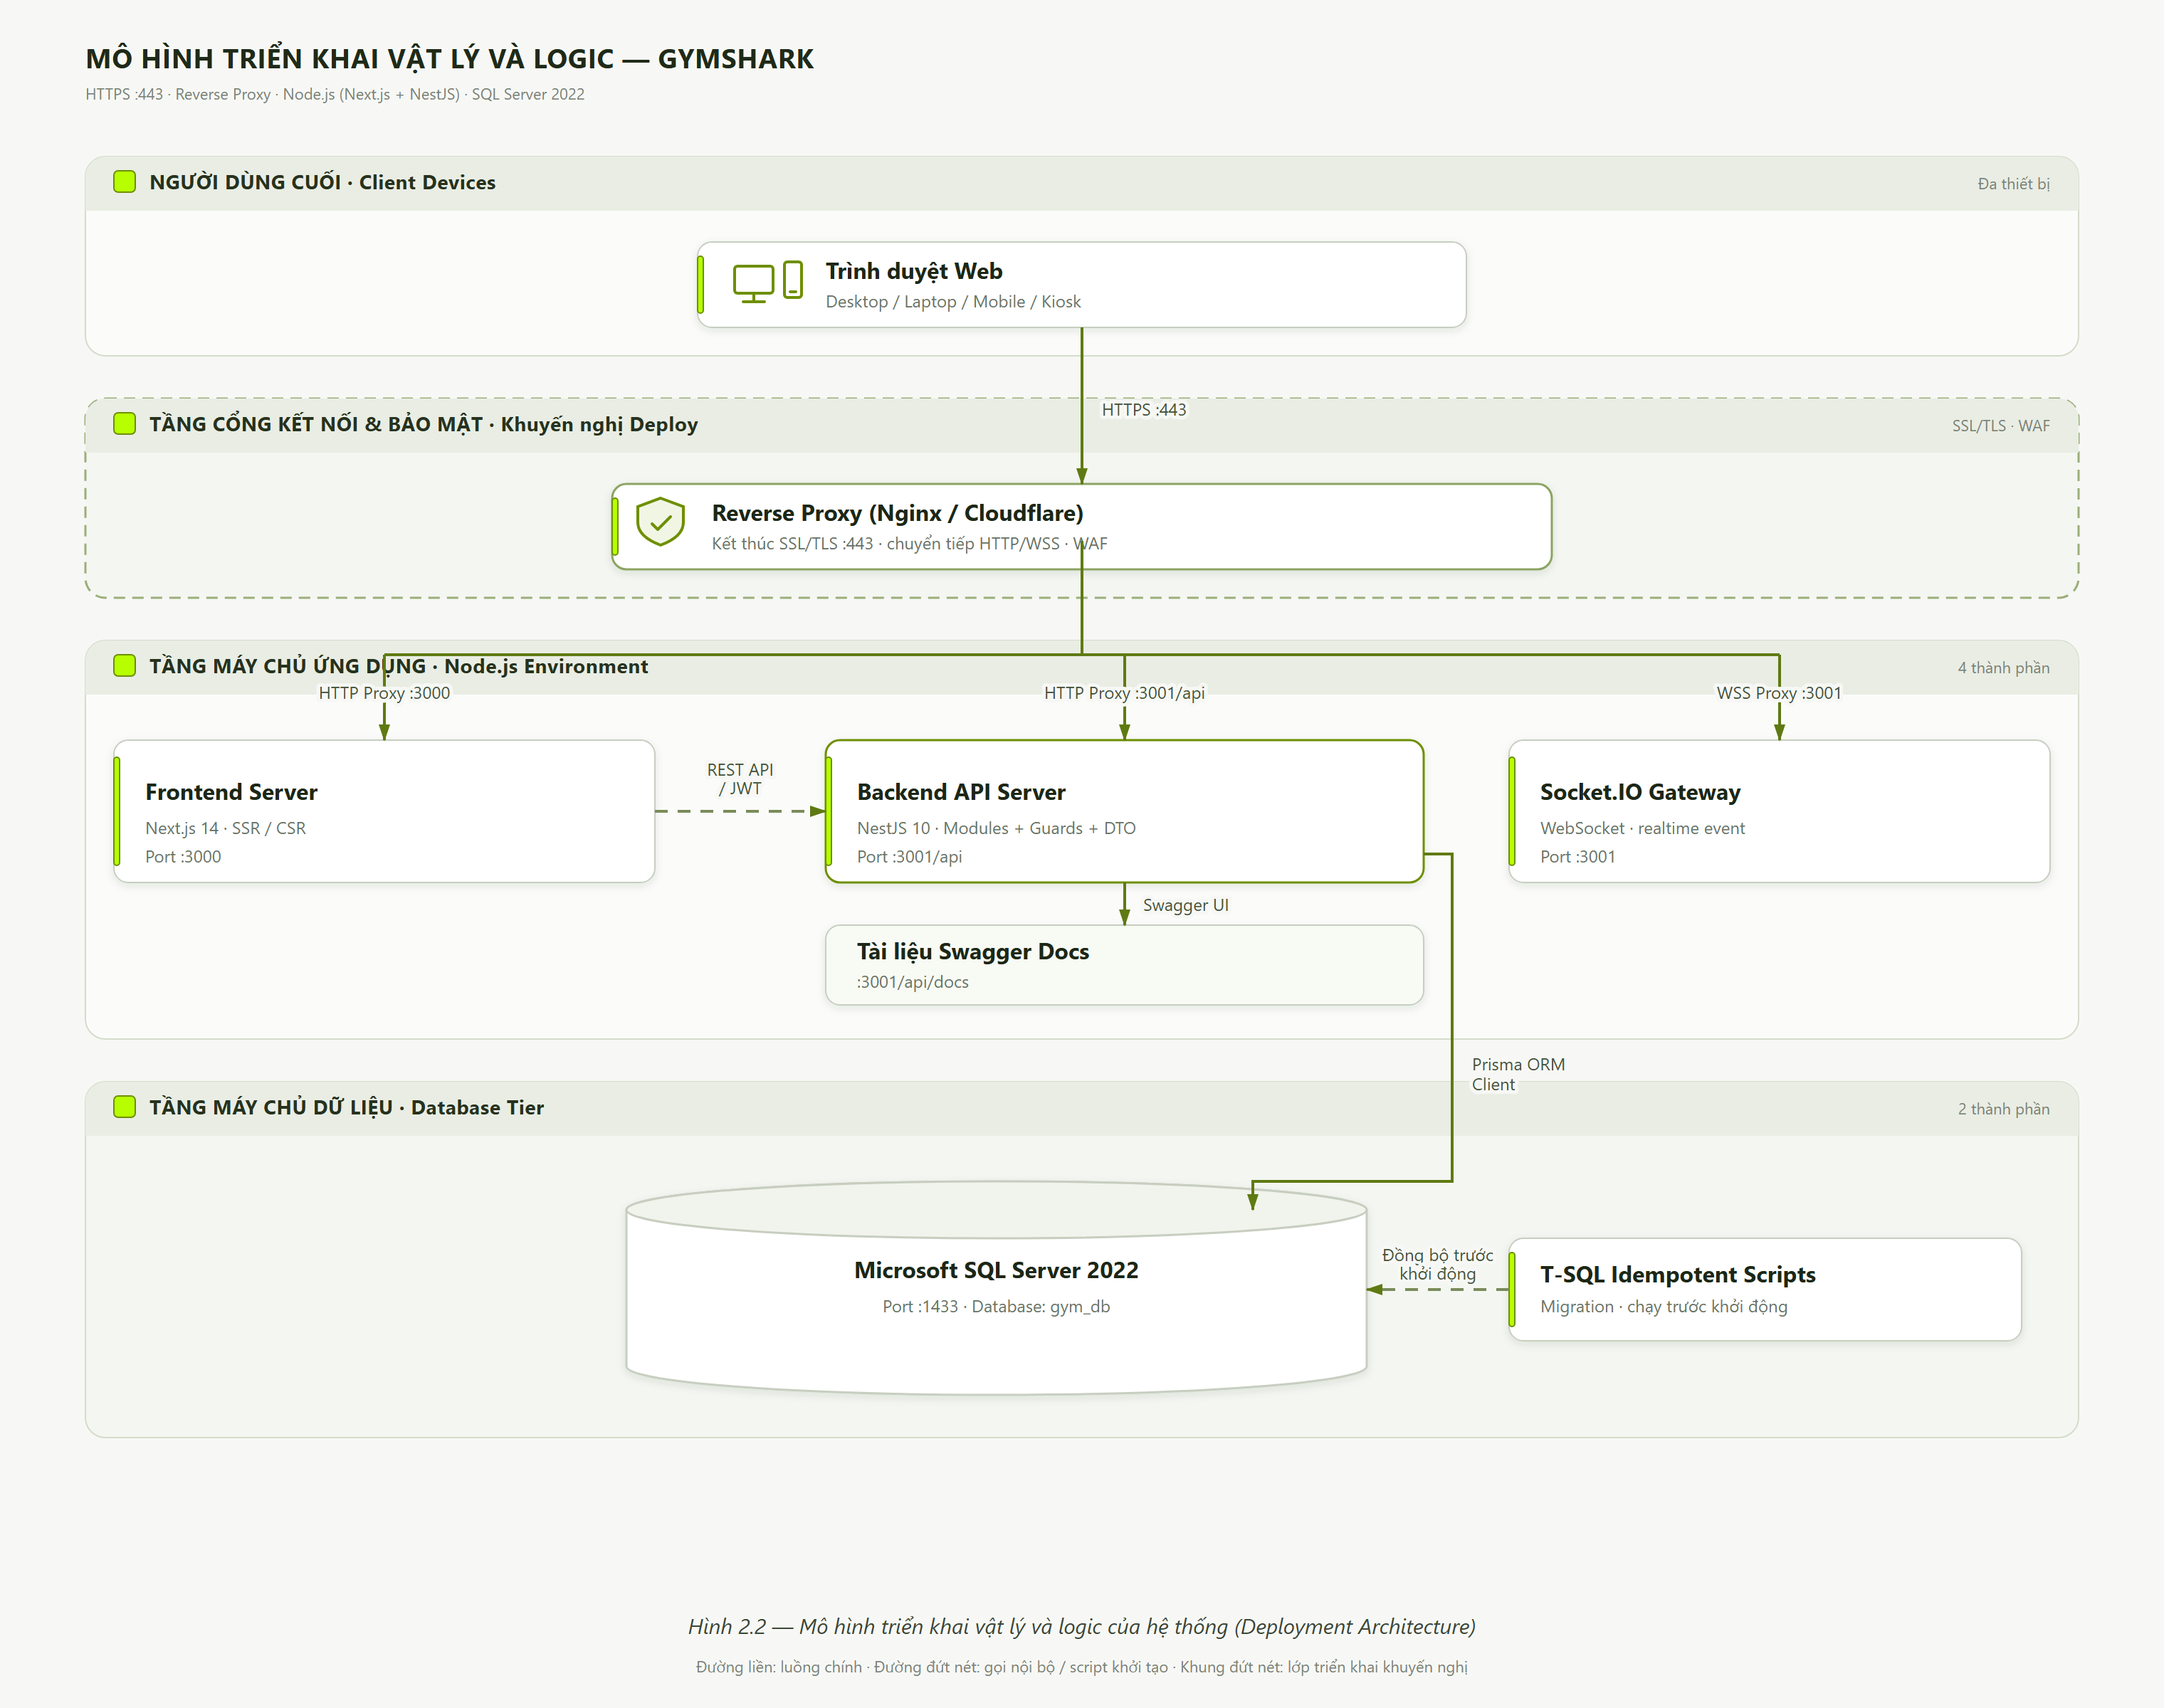 MÔ HÌNH TRIỂN KHAI VẬT LÝ VÀ LOGIC — GYMSHARK
HTTPS :443 · Reverse Proxy · Node.js (Next.js + NestJS) · SQL Server 2022
NGƯỜI DÙNG CUỐI · Client Devices
Đa thiết bị
Trình duyệt Web
Desktop / Laptop / Mobile / Kiosk
HTTPS :443
TẦNG CỔNG KẾT NỐI & BẢO MẬT · Khuyến nghị Deploy
SSL/TLS · WAF
Reverse Proxy (Nginx / Cloudflare)
Kết thúc SSL/TLS :443 · chuyển tiếp HTTP/WSS · WAF
TẦNG MÁY CHỦ ỨNG DỤNG · Node.js Environment
4 thành phần
HTTP Proxy :3000
HTTP Proxy :3001/api
WSS Proxy :3001
Frontend Server
Next.js 14 · SSR / CSR
Port :3000
REST API
/ JWT
Backend API Server
NestJS 10 · Modules + Guards + DTO
Port :3001/api
Socket.IO Gateway
WebSocket · realtime event
Port :3001
Swagger UI
Tài liệu Swagger Docs
:3001/api/docs
Prisma ORM
Client
TẦNG MÁY CHỦ DỮ LIỆU · Database Tier
2 thành phần
Microsoft SQL Server 2022
Port :1433 · Database: gym_db
Đồng bộ trước
khởi động
T-SQL Idempotent Scripts
Migration · chạy trước khởi động
Hình 2.2 — Mô hình triển khai vật lý và logic của hệ thống (Deployment Architecture)
Đường liền: luồng chính · Đường đứt nét: gọi nội bộ / script khởi tạo · Khung đứt nét: lớp triển khai khuyến nghị